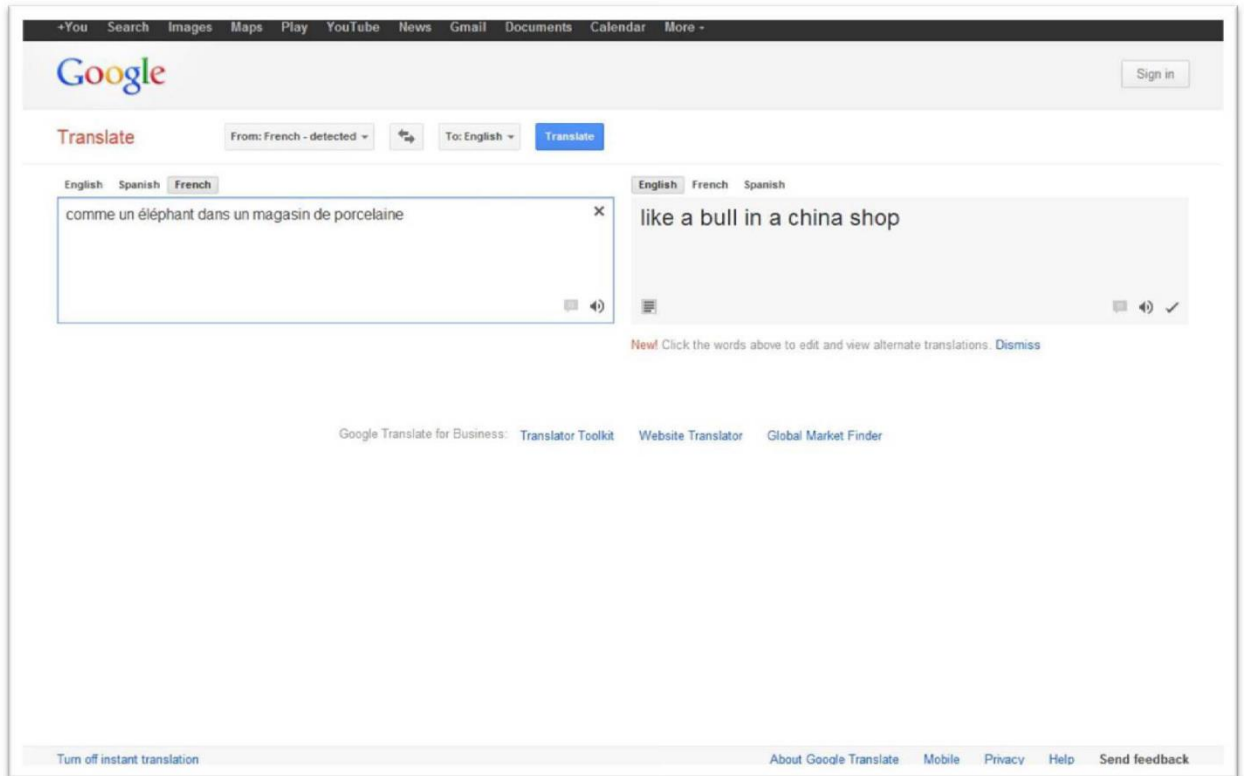 +You Search Images Maps Play YouTube News Gmail Documents Calendar More
Google
Sign in
Translate From: French - detected To: English Translate
English Spanish French
comme un éléphant dans un magasin de porcelaine
English French Spanish
like a bull in a china shop
New! Click the words above to edit and view alternate translations. Dismiss
Google Translate for Business: Translator Toolkit Website Translator Global Market Finder
Turn off instant translation About Google Translate Mobile Privacy Help Send feedback